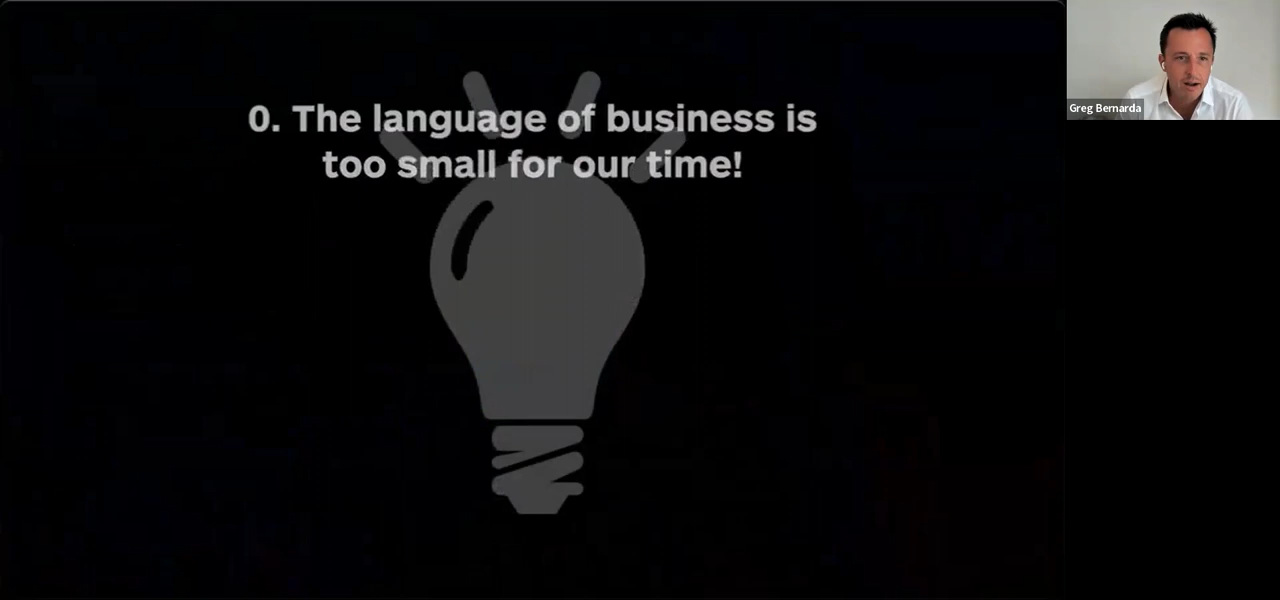 0. The language of business is
too small for our time!
Greg Bernarda